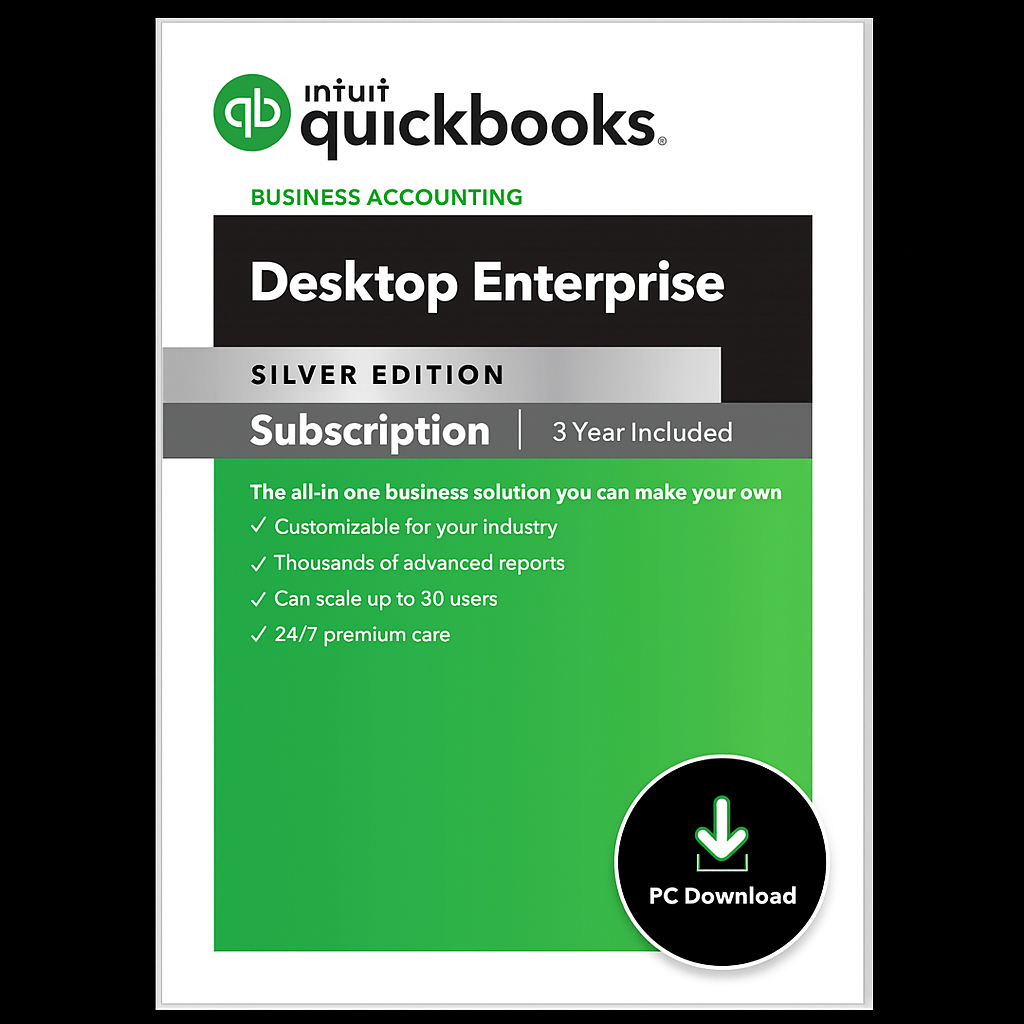 qb
intuit
quickbooks®
BUSINESS ACCOUNTING
Desktop Enterprise
SILVER EDITION
Subscription | 3 Year Included
The all-in one business solution you can make your own
✓ Customizable for your industry
✓ Thousands of advanced reports
✓ Can scale up to 30 users
✓ 24/7 premium care
PC Download